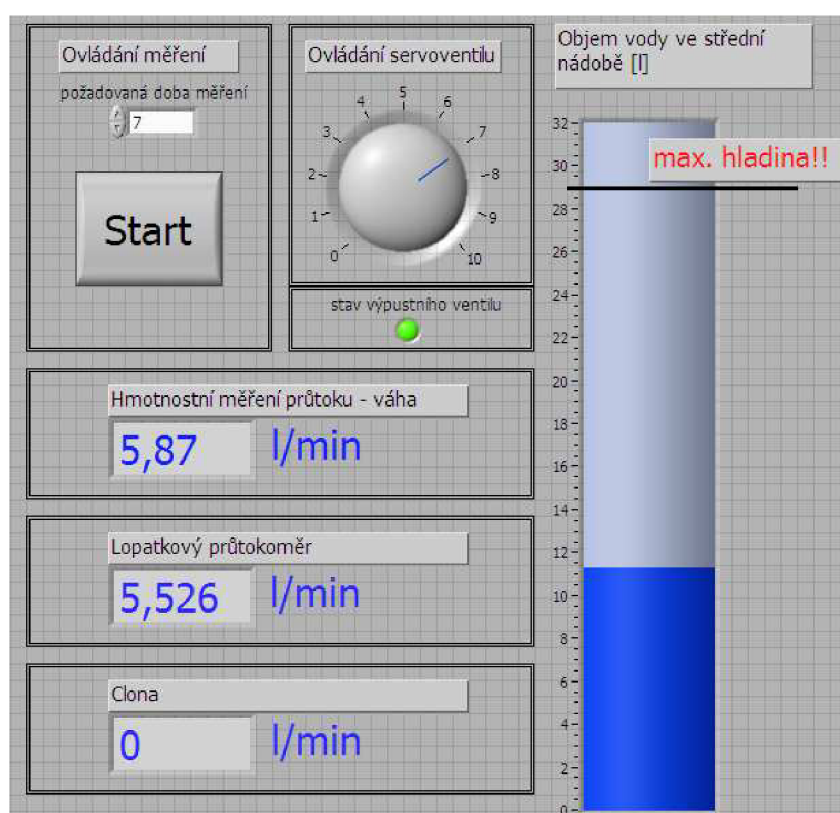 Ovládání měření
požadovaná doba měření
7
Start
Ovládání servoventilu
0
1
2
3
4
5
6
7
8
9
10
stav výpustního ventilu
Objem vody ve střední
nádobě [l]
32
30
28
26
24
22
20
18
16
14
12
10
8
6
4
2
0
max. hladina!!
Hmotnostní měření průtoku - váha
5,87 l/min
Lopatkový průtokoměr
5,526 l/min
Clona
0 l/min